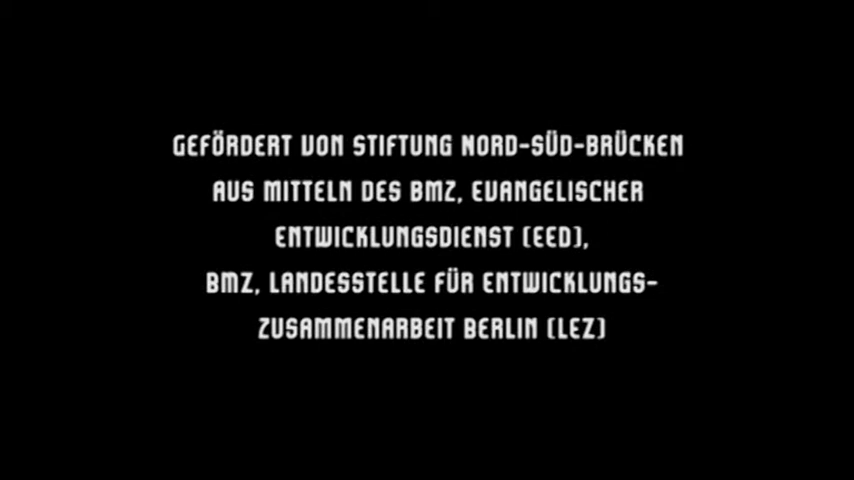 GEFÖRDERT VON STIFTUNG NORD-SÜD-BRÜCKEN
AUS MITTELN DES BMZ, EVANGELISCHER
ENTWICKLUNGSDIENST (EED),
BMZ, LANDESSTELLE FÜR ENTWICKLUNGS-
ZUSAMMENARBEIT BERLIN (LEZ)